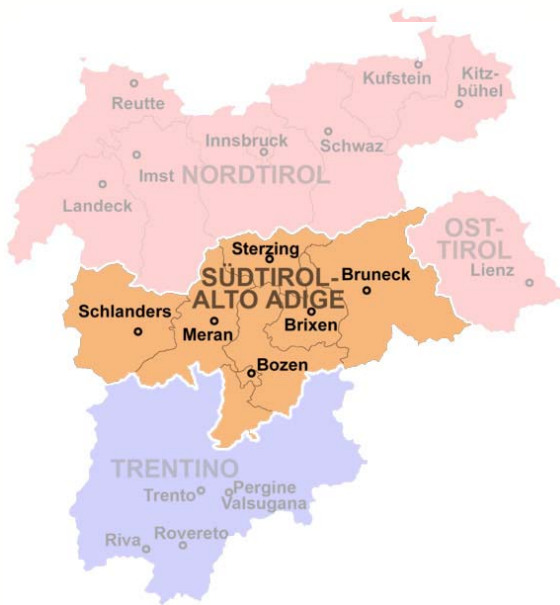 Kufstein
Kitz-
bühel
Reutte
Innsbruck
Schwaz
Imst
NORDTIROL
Landeck
OST-
TIROL
Lienz
Sterzing
SÜDTIROL-
ALTO ADIGE
Bruneck
Schlanders
Meran
Brixen
Bozen
TRENTINO
Trento
Pergine
Valsugana
Rovereto
Riva